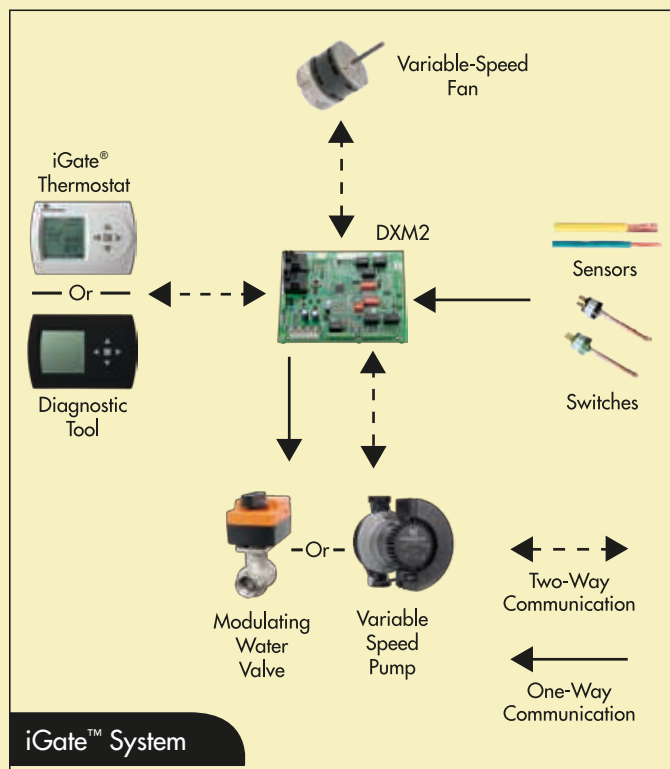 Variable-Speed
Fan
iGate®
Thermostat
Or
Diagnostic
Tool
DXM2
Sensors
Switches
Or
Modulating
Water
Valve
Variable
Speed
Pump
Two-Way
Communication
One-Way
Communication
iGate™ System